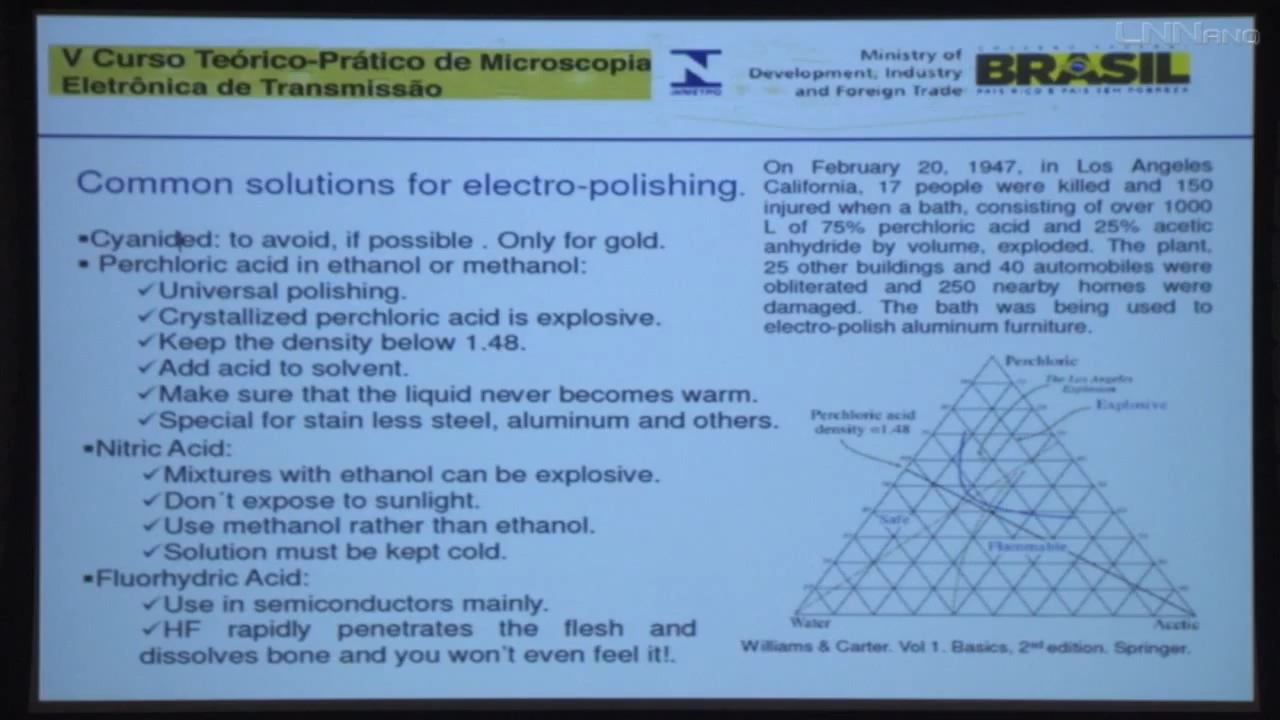 LNNano
V Curso Teórico-Prático de Microscopia
Eletrônica de Transmissão
INMETRO
Ministry of
Development, Industry
and Foreign Trade
BRASIL
PAÍS RICO É PAÍS SEM POBREZA
Common solutions for electro-polishing.
▪Cyanided: to avoid, if possible . Only for gold.
▪ Perchloric acid in ethanol or methanol:
✓Universal polishing.
✓Crystallized perchloric acid is explosive.
✓Keep the density below 1.48.
✓Add acid to solvent.
✓Make sure that the liquid never becomes warm.
✓Special for stain less steel, aluminum and others.
▪Nitric Acid:
✓Mixtures with ethanol can be explosive.
✓Don´t expose to sunlight.
✓Use methanol rather than ethanol.
✓Solution must be kept cold.
▪Fluorhydric Acid:
✓Use in semiconductors mainly.
✓HF rapidly penetrates the flesh and
dissolves bone and you won't even feel it!.
On February 20, 1947, in Los Angeles
California, 17 people were killed and 150
injured when a bath, consisting of over 1000
L of 75% perchloric acid and 25% acetic
anhydride by volume, exploded. The plant,
25 other buildings and 40 automobiles were
obliterated and 250 nearby homes were
damaged. The bath was being used to
electro-polish aluminum furniture.
Perchloric
The Los Angeles
Explosion
Explosive
Perchloric acid
density =1.48
Safe
Flammable
Water
Acetic
Williams & Carter. Vol 1. Basics, 2nd edition. Springer.